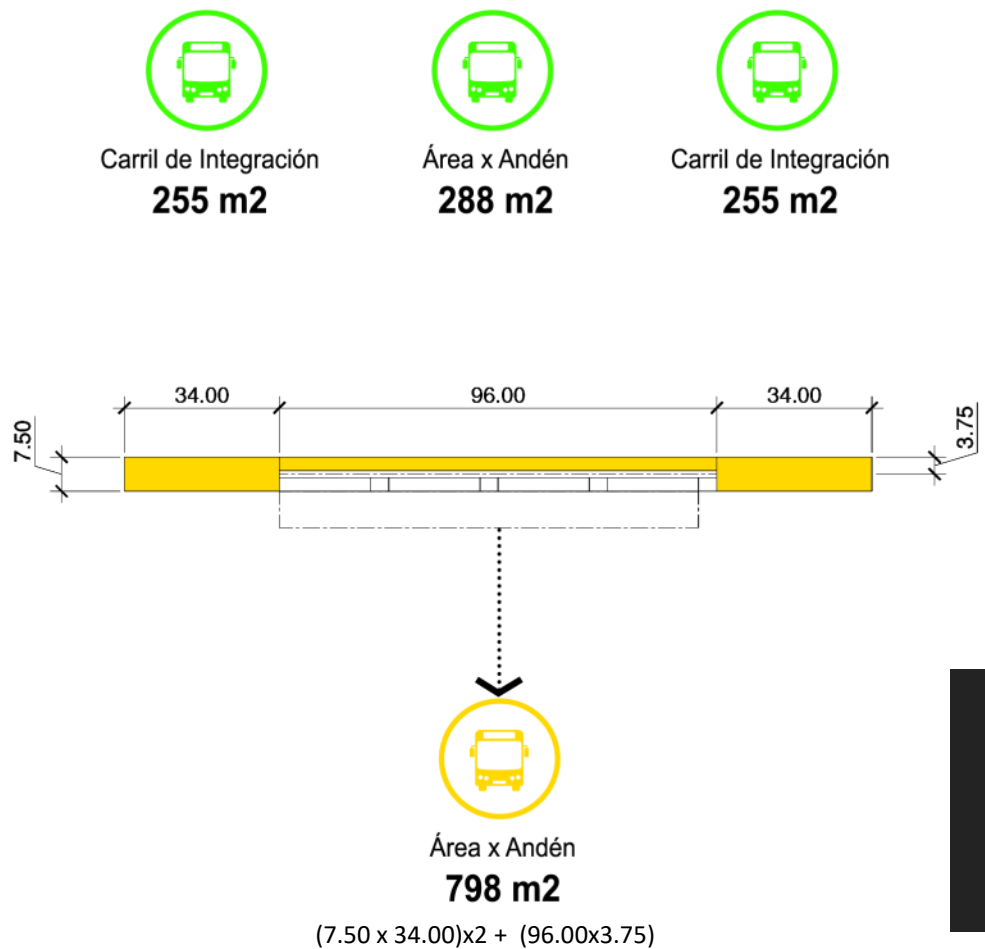 Carril de Integración
255 m2
Área x Andén
288 m2
Carril de Integración
255 m2
34.00
96.00
34.00
7.50
3.75
Área x Andén
798 m2
(7.50 x 34.00)x2 + (96.00x3.75)